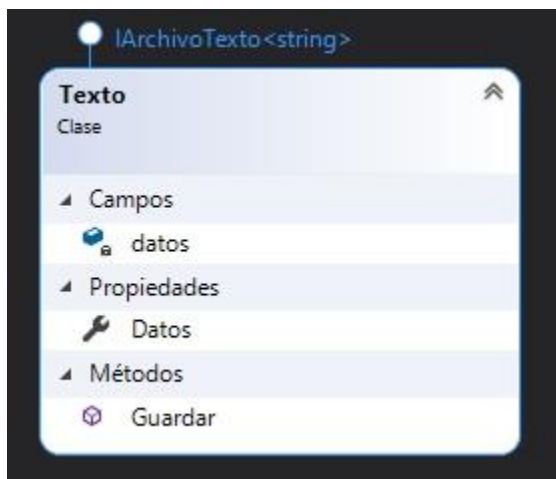 IArchivoTexto<string>
Texto
Clase
Campos
datos
Propiedades
Datos
Métodos
Guardar